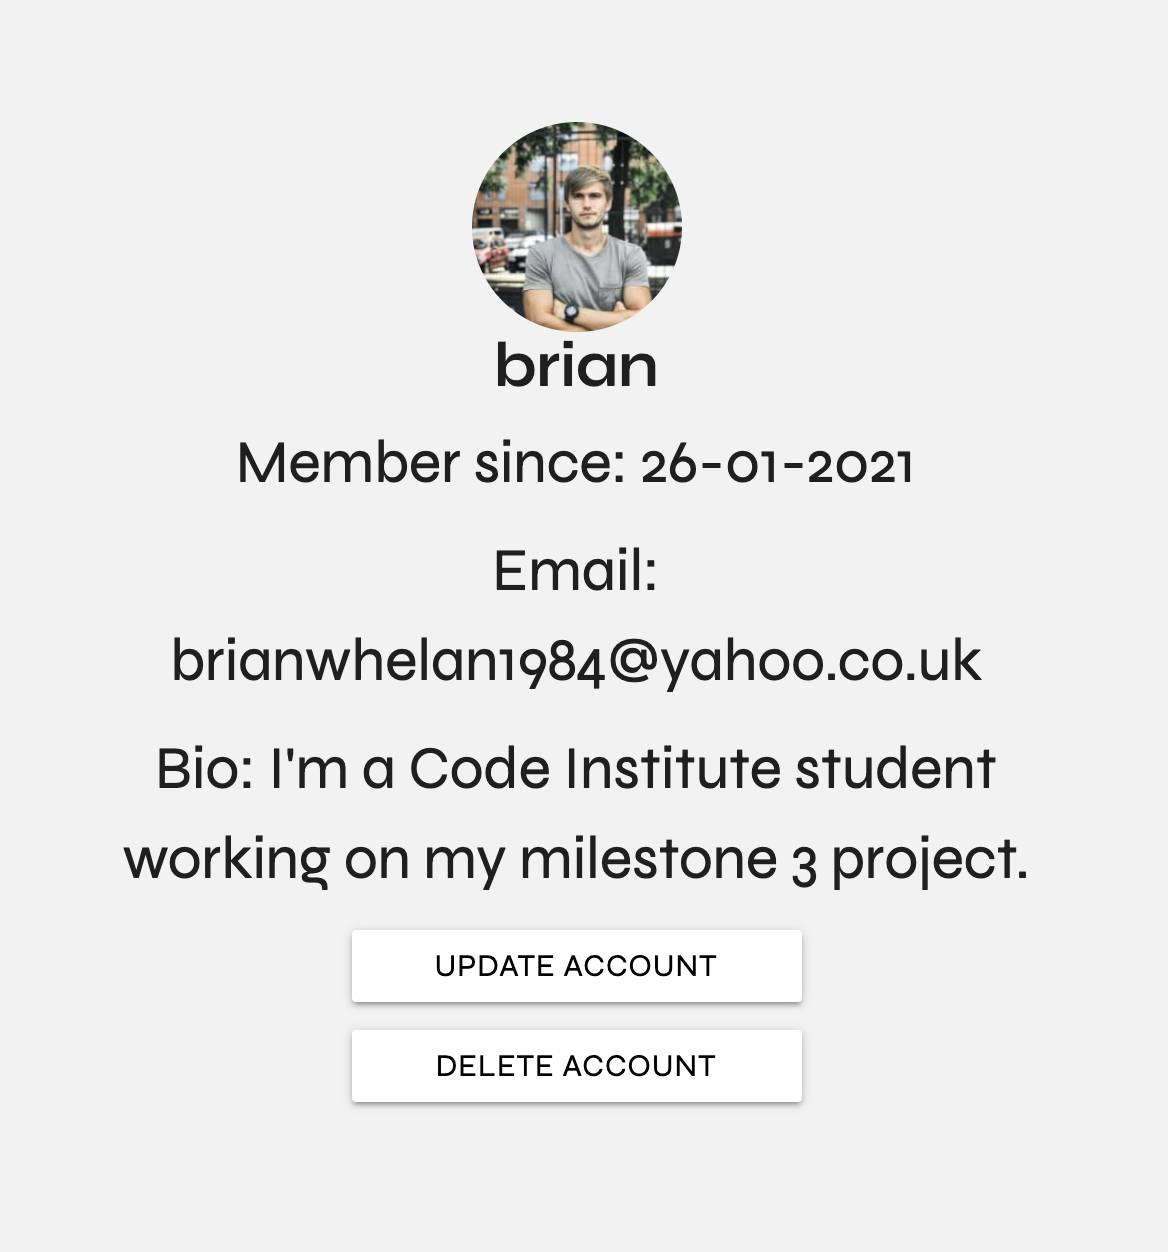 brian
Member since: 26-01-2021
Email:
brianwhelan1984@yahoo.co.uk
Bio: I'm a Code Institute student
working on my milestone 3 project.
UPDATE ACCOUNT
DELETE ACCOUNT